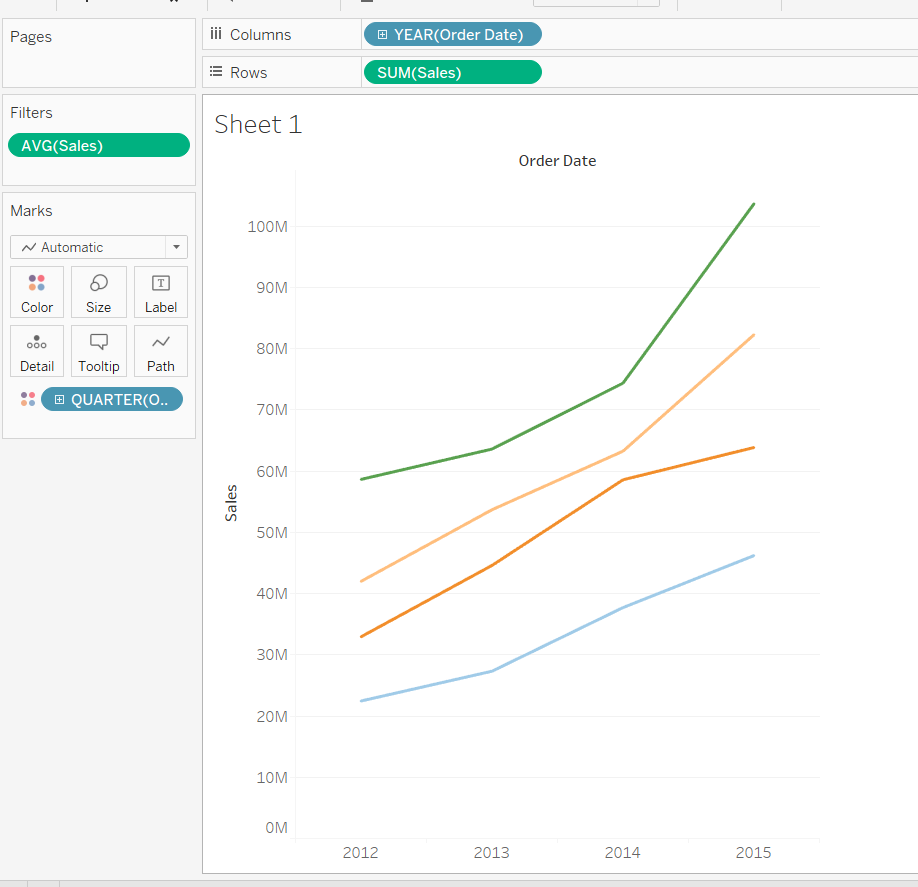 Pages
Columns
YEAR(Order Date)
Rows
SUM(Sales)
Filters
AVG(Sales)
Marks
Automatic
Color
Size
Label
Detail
Tooltip
Path
QUARTER(O..
Sheet 1
Order Date
Sales
100M
90M
80M
70M
60M
50M
40M
30M
20M
10M
0M
2012
2013
2014
2015